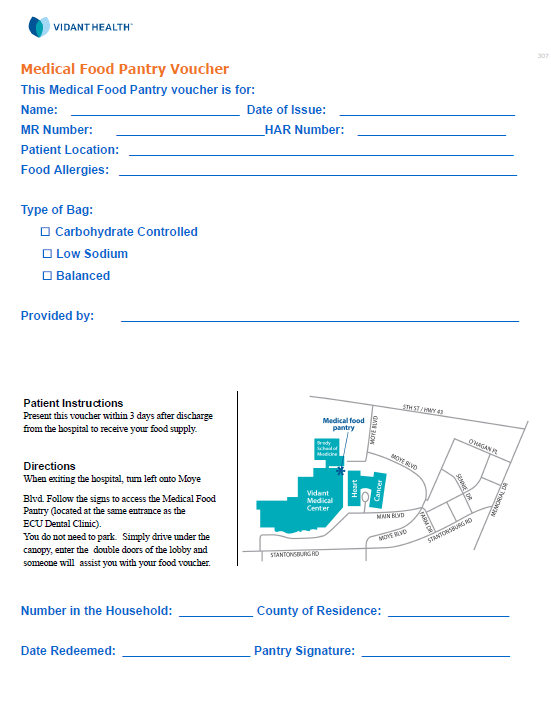 VIDANT HEALTH™
307
Medical Food Pantry Voucher
This Medical Food Pantry voucher is for:
Name: Date of Issue:
MR Number: HAR Number:
Patient Location:
Food Allergies:
Type of Bag:
☐ Carbohydrate Controlled
☐ Low Sodium
☐ Balanced
Provided by:
Patient Instructions
Present this voucher within 3 days after discharge
from the hospital to receive your food supply.
Directions
When exiting the hospital, turn left onto Moye
Blvd. Follow the signs to access the Medical Food
Pantry (located at the same entrance as the
ECU Dental Clinic).
You do not need to park. Simply drive under the
canopy, enter the double doors of the lobby and
someone will assist you with your food voucher.
5TH ST / HWY 43
Medical food
pantry
MOYE BLVD
Brody
School of
Medicine
O'HAGAN PL
MOYE BLVD
Heart
Cancer
Vidant
Medical
Center
SERVICE DR
MEMORIAL DR
MAIN BLVD
FARM DR
MOYE BLVD
STANTONSBURG RD
STANTONSBURG RD
Number in the Household: County of Residence:
Date Redeemed: Pantry Signature: